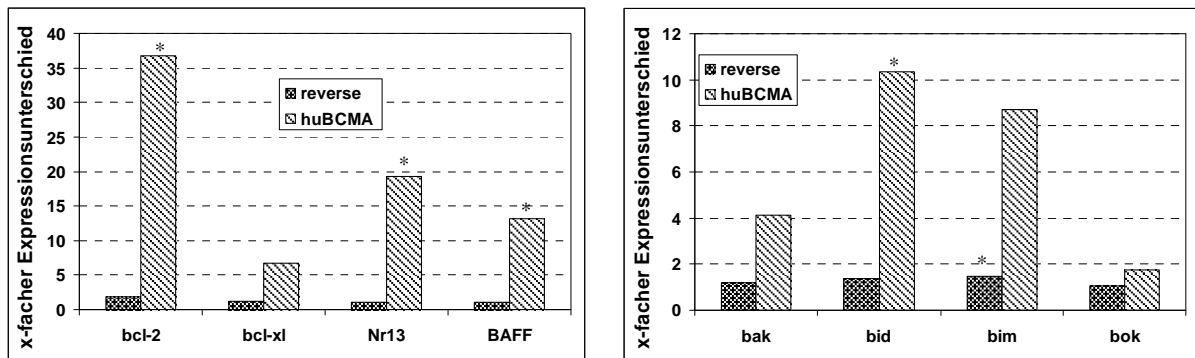 x-facher Expressionsunterschied
40
35
30
25
20
15
10
5
0
reverse
huBCMA
*
*
*
bcl-2 bcl-xl Nr13 BAFF
x-facher Expressionsunterschied
12
10
8
6
4
2
0
reverse
huBCMA
*
*
bak bid bim bok